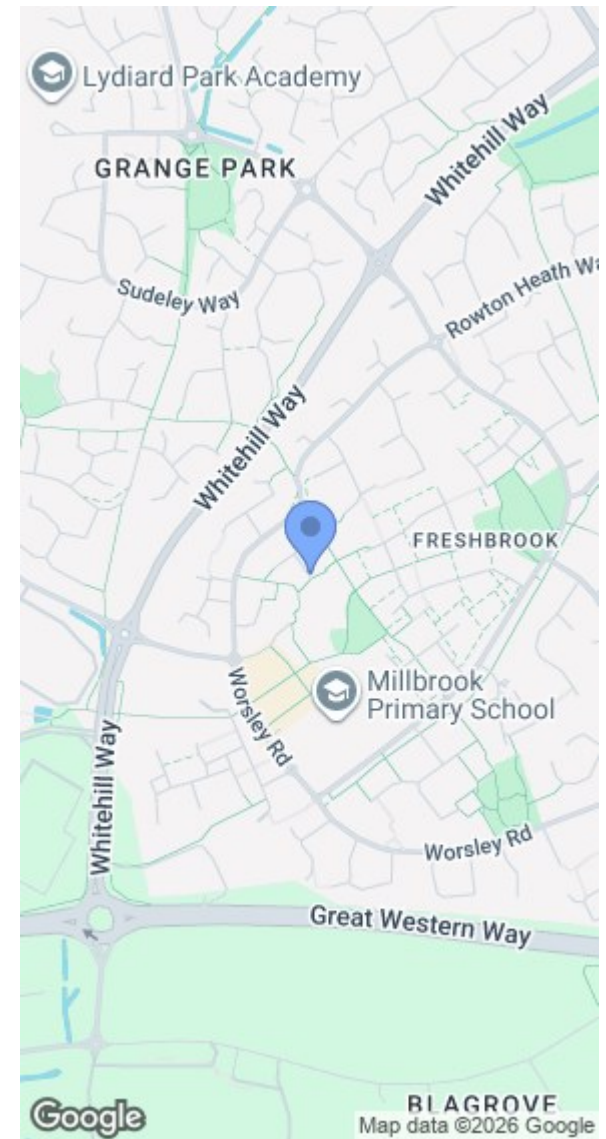 Lydiard Park Academy
GRANGE PARK
Whitehill Way
Sudeley Way
Rowton Heath Wa
Whitehill Way
FRESHBROOK
Millbrook
Primary School
Worsley Rd
Whitehill Way
Worsley Rd
Great Western Way
BLAGROVE
Google
Map data ©2026 Google